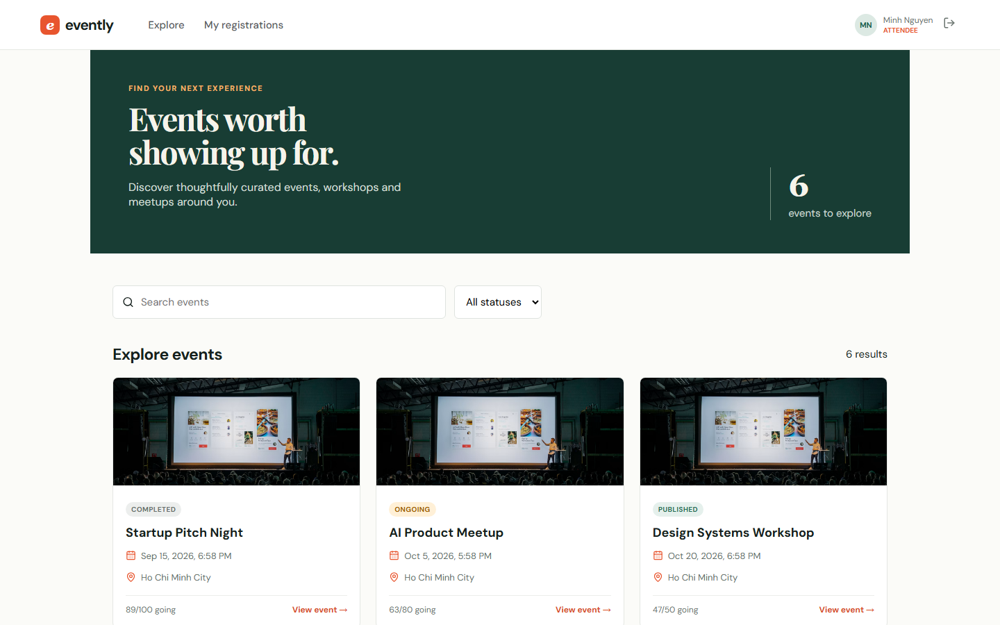 e evently
Explore
My registrations
MN
Minh Nguyen
ATTENDEE
FIND YOUR NEXT EXPERIENCE
Events worth
showing up for.
Discover thoughtfully curated events, workshops and
meetups around you.
6
events to explore
Search events
All statuses
Explore events
6 results
COMPLETED
Startup Pitch Night
Sep 15, 2026, 6:58 PM
Ho Chi Minh City
89/100 going
View event →
ONGOING
AI Product Meetup
Oct 5, 2026, 5:58 PM
Ho Chi Minh City
63/80 going
View event →
PUBLISHED
Design Systems Workshop
Oct 20, 2026, 6:58 PM
Ho Chi Minh City
47/50 going
View event →